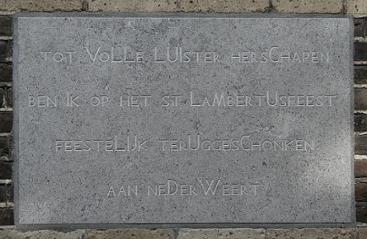 TOT VOLLE LUISTER HERSCHAPEN
BEN IK OP HET ST LAMBERTUSFEEST
FEESTELIJK TERUGGESCHONKEN
AAN NEDERWEERT